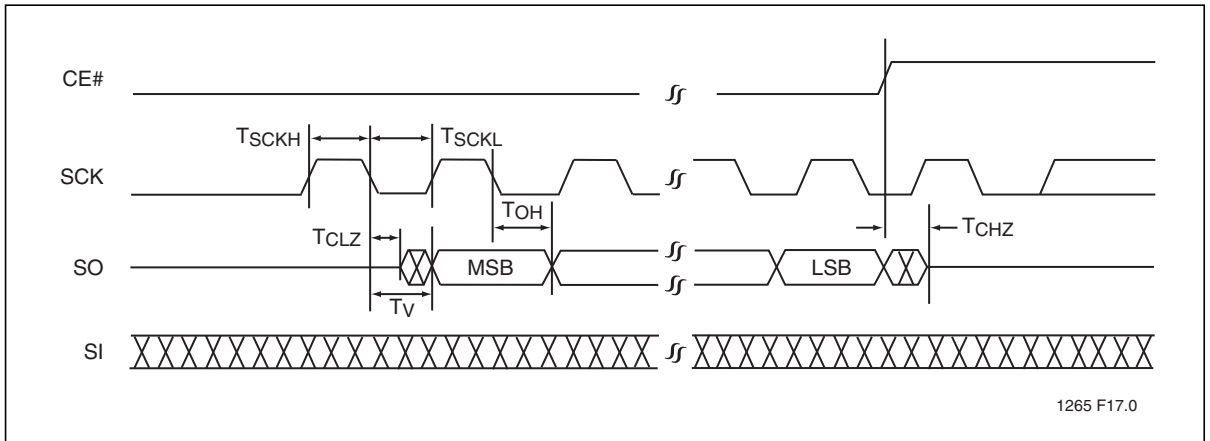 CE#
TSCKH
TSCKL
SCK
TOH
TCLZ
TCHZ
SO
MSB
LSB
TV
SI
1265 F17.0